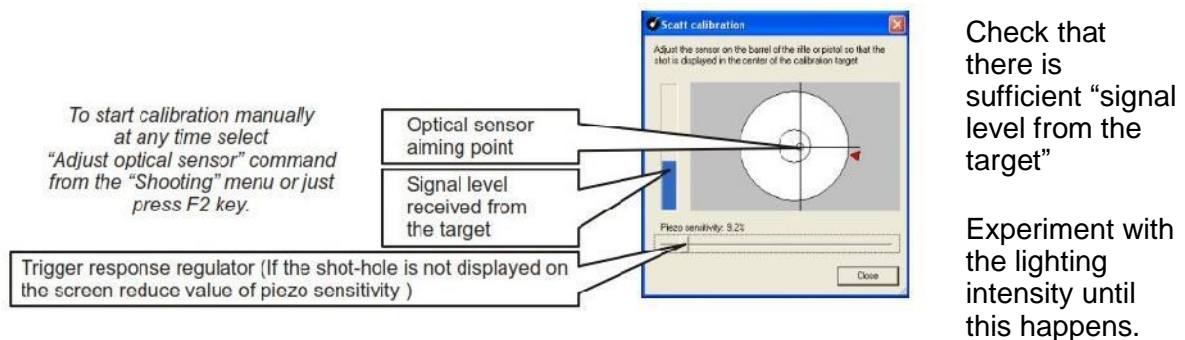 To start calibration manually
at any time select
“Adjust optical sensor” command
from the “Shooting” menu or just
press F2 key.
Optical sensor
aiming point
Signal level
received from
the target
Trigger response regulator (If the shot-hole is not displayed on
the screen reduce value of piezo sensitivity )
Scatt calibration
Adjust the sensor on the barrel of the rifle or pistol so that the
shot is displayed in the center of the calibration target
Piezo sensitivity: 9.2%
Close
Check that
there is
sufficient “signal
level from the
target”
Experiment with
the lighting
intensity until
this happens.